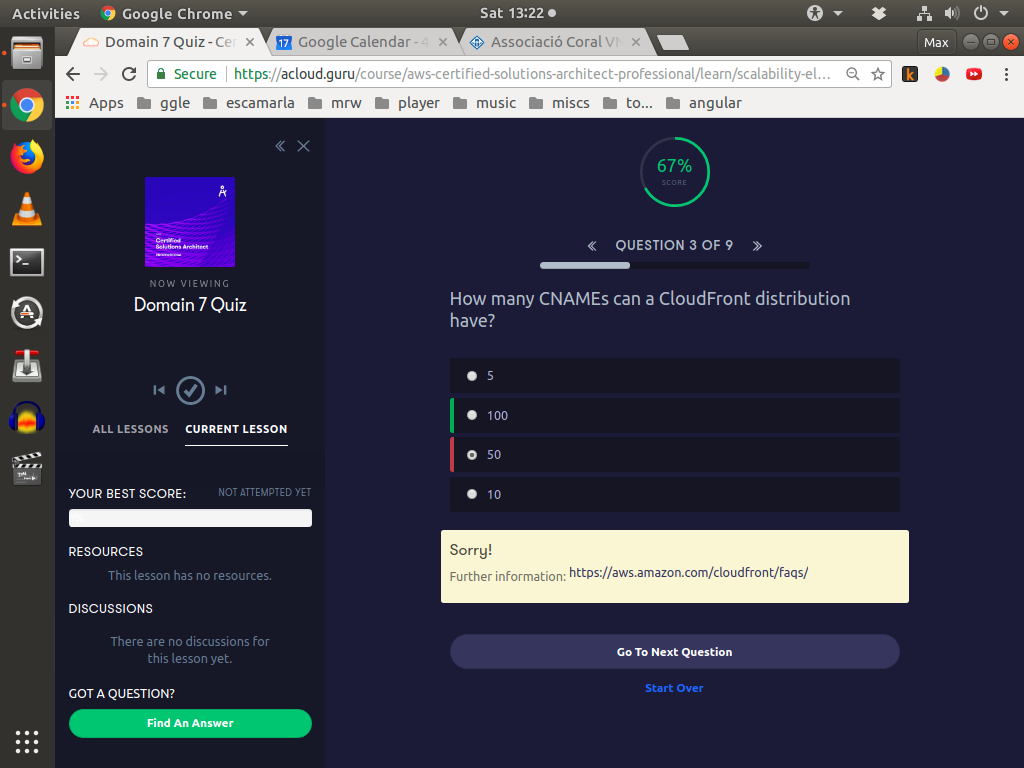 Activities
Google Chrome
Sat 13:22
Domain 7 Quiz - Cer
Google Calendar - 4
Associació Coral VN
Max
Secure
https://acloud.guru/course/aws-certified-solutions-architect-professional/learn/scalability-el...
Apps
ggle
escamarla
mrw
player
music
miscs
to...
angular
Certified
Solutions Architect
NOW VIEWING
Domain 7 Quiz
ALL LESSONS
CURRENT LESSON
YOUR BEST SCORE:
NOT ATTEMPTED YET
RESOURCES
This lesson has no resources.
DISCUSSIONS
There are no discussions for
this lesson yet.
GOT A QUESTION?
Find An Answer
67%
SCORE
QUESTION 3 OF 9
How many CNAMEs can a CloudFront distribution
have?
5
100
50
10
Sorry!
Further information: https://aws.amazon.com/cloudfront/faqs/
Go To Next Question
Start Over